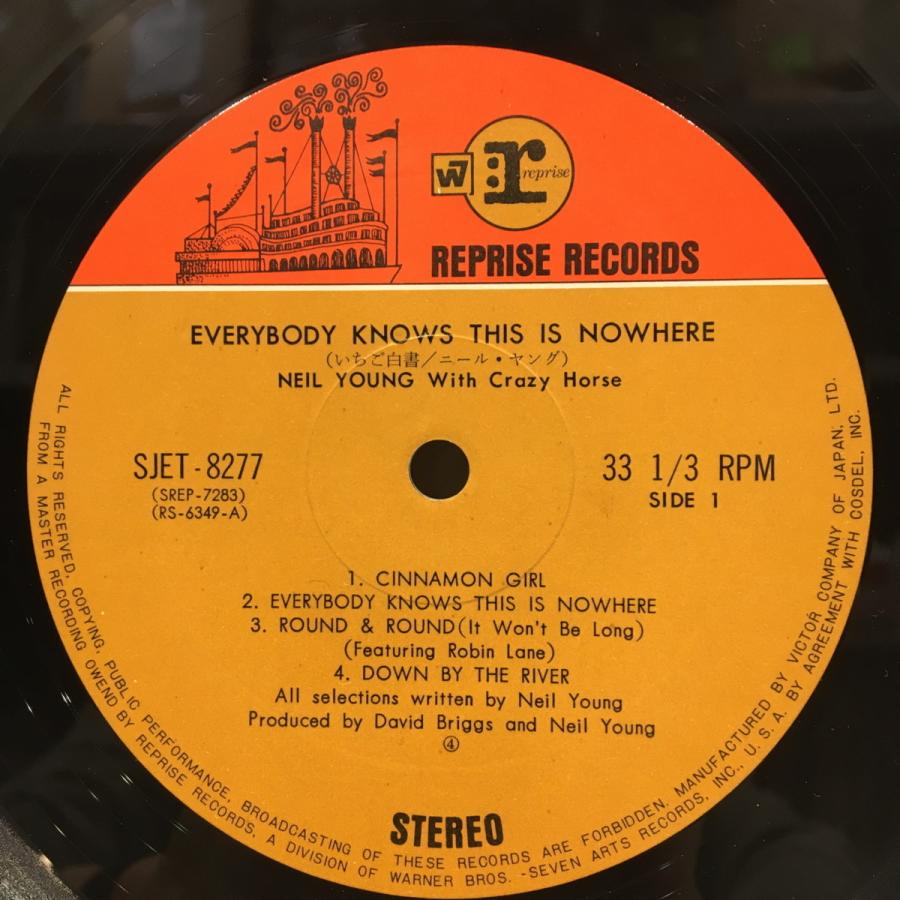 W7 r: reprise
REPRISE RECORDS
EVERYBODY KNOWS THIS IS NOWHERE
(いちご白書／ニール・ヤング)
NEIL YOUNG With Crazy Horse
SJET-8277
(SREP-7283)
(RS-6349-A)
33 1/3 RPM
SIDE 1
1. CINNAMON GIRL
2. EVERYBODY KNOWS THIS IS NOWHERE
3. ROUND & ROUND(It Won't Be Long)
(Featuring Robin Lane)
4. DOWN BY THE RIVER
All selections written by Neil Young
Produced by David Briggs and Neil Young
④
STEREO
ALL RIGHTS RESERVED, COPYING, PUBLIC PERFORMANCE, BROADCASTING OF THESE RECORDS ARE FORBIDDEN. MANUFACTURED BY VICTOR COMPANY OF JAPAN, LTD.
FROM A MASTER RECORDING OWEND BY REPRISE RECORDS, A DIVISION OF WARNER BROS.-SEVEN ARTS RECORDS, INC., U.S.A. BY AGREEMENT WITH COSDEL, INC.